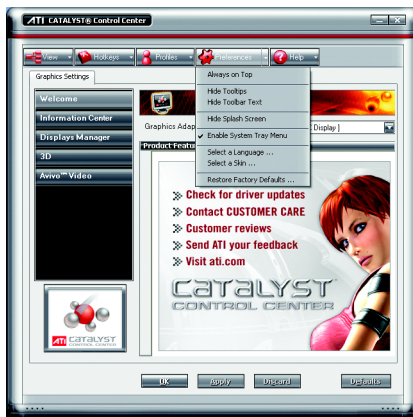 ATI CATALYST® Control Center
View Hotkeys Profiles Preferences Help
Graphics Settings
Always on Top
Hide Tooltips
Hide Toolbar Text
Hide Splash Screen
Enable System Tray Menu
Select a Language ...
Select a Skin ...
Restore Factory Defaults ...
Welcome
Information Center
Displays Manager
3D
Avivo™ Video
Graphics Adap
Display ]
Product Featu
Check for driver updates
Contact CUSTOMER CARE
Customer reviews
Send ATI your feedback
Visit ati.com
CATALYST
CONTROL CENTER
ATI CATALYST
CONTROL CENTER
OK Apply Discard Defaults